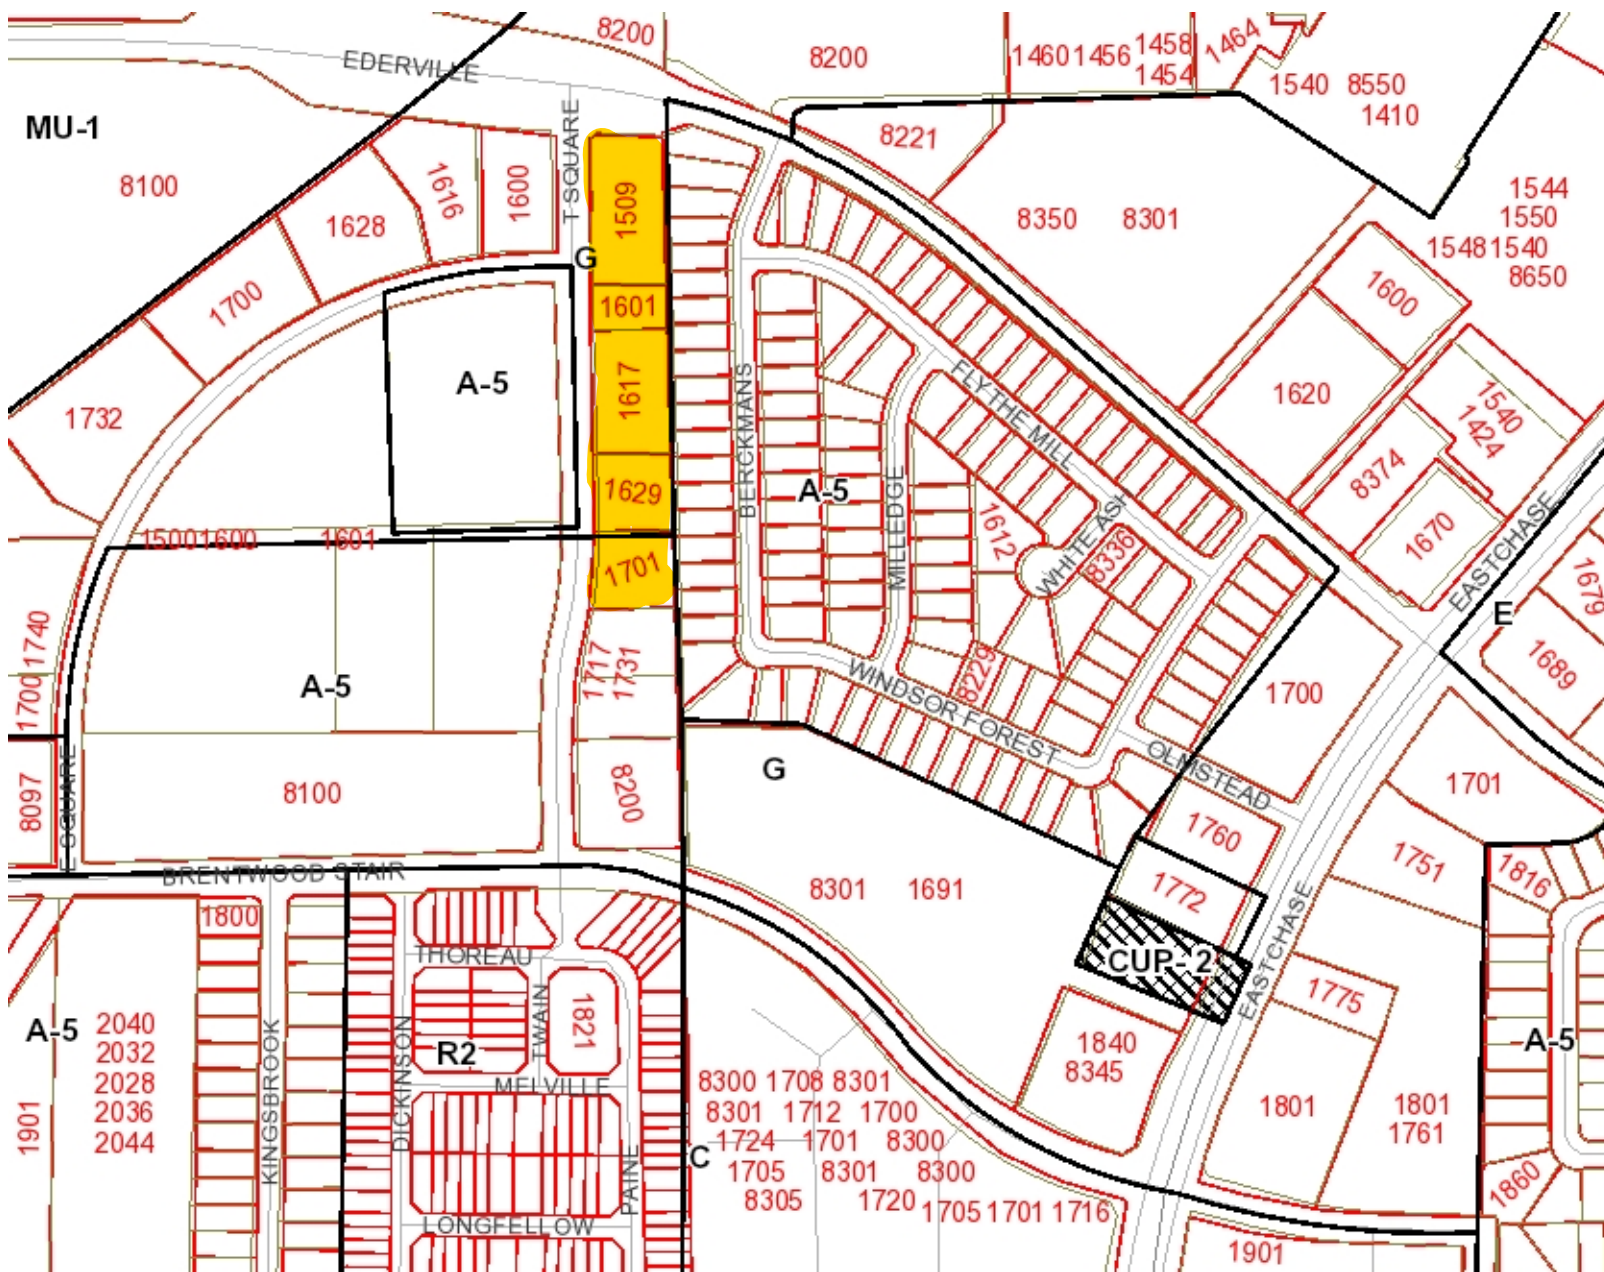 8200
EDERVILLE
8200
1460 1456 1458
1454
1464
1540 8550
1410
MU-1
T SQUARE
8221
8100
1616
1600
1509
1544
1550
1548 1540
8650
1628
8350 8301
G
1700
1601
1600
A-5
1617
BERCKMANS
FLY THE MILL
1620
1540
1424
1732
1629
A-5
MILLEDGE
8374
1612
WHITE ASH
8336
1670
EASTCHASE
15001600 1601
1701
E
1679
1740
1700
A-5
1717
1731
8229
WINDSOR FOREST
1700
1689
OLMSTEAD
G
1701
8097
E SQUARE
8100
8200
1760
1751
1816
BRENTWOOD STAIR
8301 1691
1772
1800
THOREAU
CUP- 2
EASTCHASE
1775
TWAIN
1821
A-5
2040
2032
2028
2036
2044
1901
KINGSBROOK
DICKINSON
R2
MELVILLE
1840
8345
A-5
8300 1708 8301
8301 1712 1700
1724 1701 8300
1705 8301 8300
8305 1720 1705 1701 1716
1801
1801
1761
C
PAINE
1860
LONGFELLOW
1901